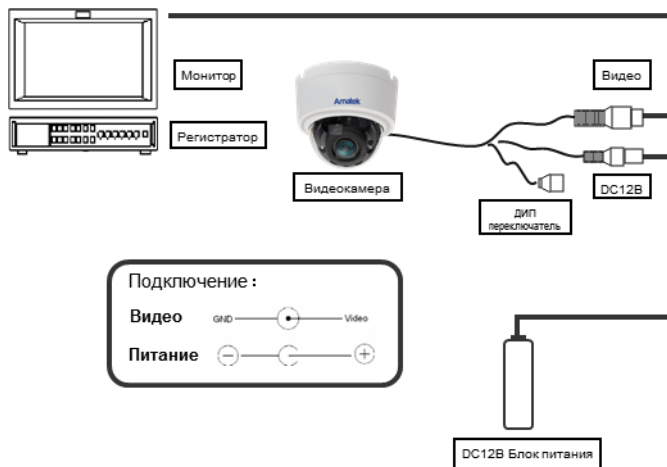 Монитор
Видео
Amatek
Регистратор
Видеокамера
DC12В
ДИП
переключатель
Подключение:
Видео GND Video
Питание
DC12В Блок питания